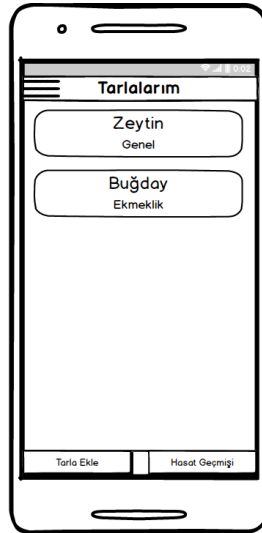 0:02
Tarlalarım
Zeytin
Genel
Buğday
Ekmeklik
Tarla Ekle
Hasat Geçmişi